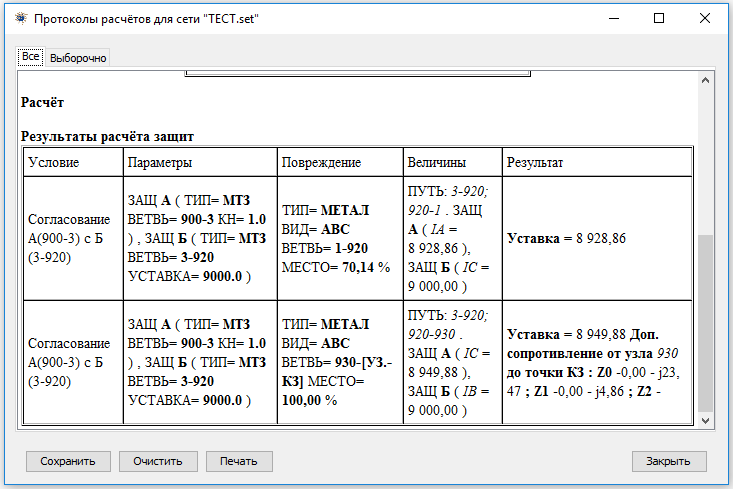 Протоколы расчётов для сети "ТЕСТ.set"
Все
Выборочно
Расчёт
Результаты расчёта защит
Условие
Параметры
Повреждение
Величины
Результат
Согласование
А(900-3) с Б
(3-920)
ЗАЩ А ( ТИП= МТЗ
ВЕТВЬ= 900-3 КН= 1.0
) , ЗАЩ Б ( ТИП= МТЗ
ВЕТВЬ= 3-920
УСТАВКА= 9000.0 )
ТИП= МЕТАЛ
ВИД= ABC
ВЕТВЬ= 1-920
МЕСТО= 70,14 %
ПУТЬ: 3-920;
920-1 . ЗАЩ
А ( IA =
8 928,86 ),
ЗАЩ Б ( IC =
9 000,00 )
Уставка = 8 928,86
Согласование
А(900-3) с Б
(3-920)
ЗАЩ А ( ТИП= МТЗ
ВЕТВЬ= 900-3 КН= 1.0
) , ЗАЩ Б ( ТИП= МТЗ
ВЕТВЬ= 3-920
УСТАВКА= 9000.0 )
ТИП= МЕТАЛ
ВИД= ABC
ВЕТВЬ= 930-[УЗ.-
КЗ] МЕСТО=
100,00 %
ПУТЬ: 3-920;
920-930 .
ЗАЩ А ( IC =
8 949,88 ),
ЗАЩ Б ( IB =
9 000,00 )
Уставка = 8 949,88 Доп.
сопротивление от узла 930
до точки КЗ : Z0 -0,00 - j23,
47 ; Z1 -0,00 - j4,86 ; Z2 -
Сохранить
Очистить
Печать
Закрыть